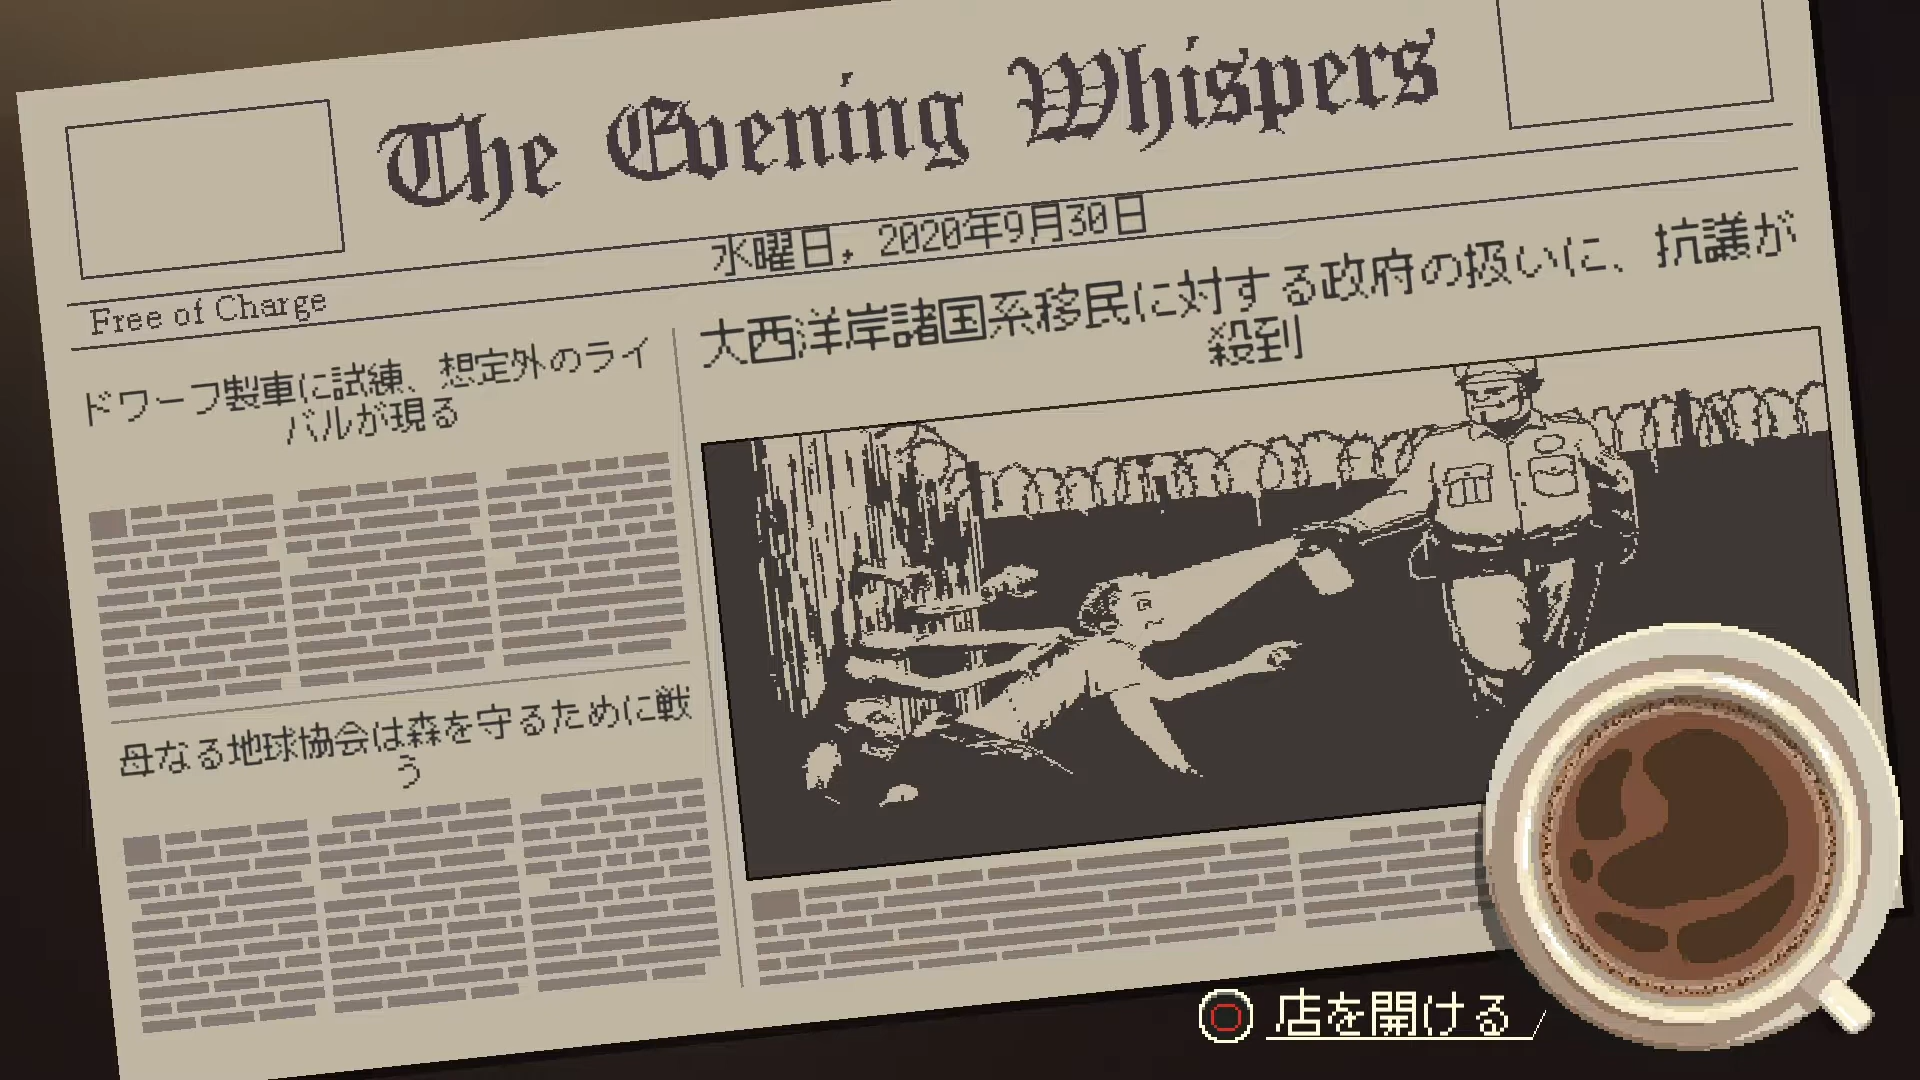 The Evening Whispers
水曜日, 2020年9月30日
Free of Charge
ドワーフ製車に試練、想定外のライ
バルが現る
母なる地球協会は森を守るために戦
う
大西洋岸諸国系移民に対する政府の扱いに、抗議が
殺到
店を開ける